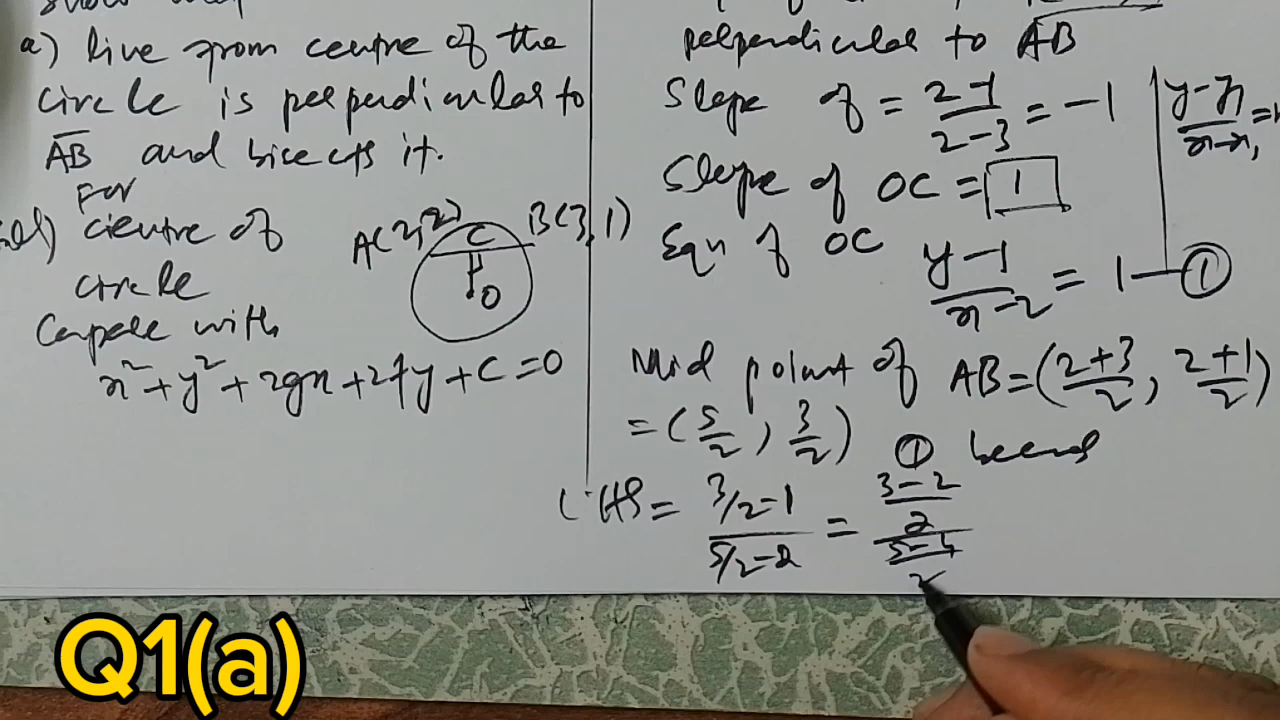 a) line from centre of the
circle is perpendicular to
AB and bisects it.
For
centre of
circle
Compare with
x² + y² + 2gx + 2fy + C = 0
A(2,2)
C
B(3,1)
O
perpendicular to AB
Slope of = 2-1/2-3 = -1
y-y₁/x-x₁ =
Slope of OC = 1
Eqn of OC y-1/x-2 = 1 — ①
Mid point of AB = (2+3/2, 2+1/2)
= (5/2, 3/2) ①
LHS = 3/2-1/5/2-2 = 3-2/2/5-4/2
Q1(a)